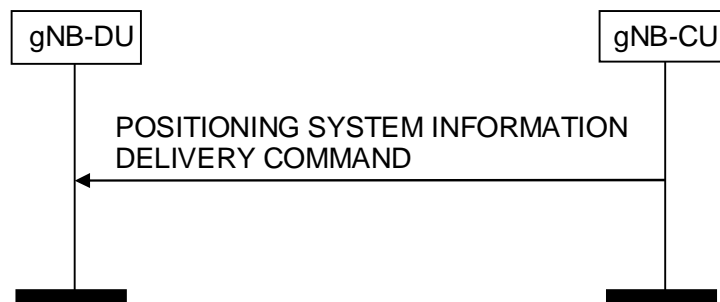 gNB-DU
gNB-CU
POSITIONING SYSTEM INFORMATION
DELIVERY COMMAND